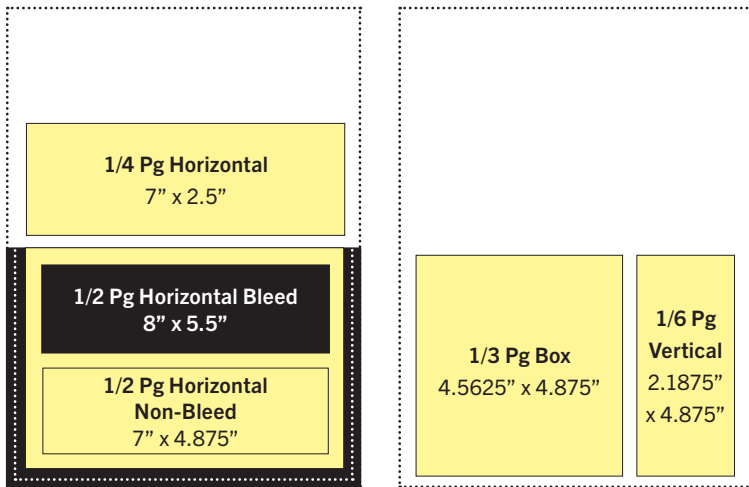 1/4 Pg Horizontal
7” x 2.5”
1/2 Pg Horizontal Bleed
8” x 5.5”
1/2 Pg Horizontal
Non-Bleed
7” x 4.875”
1/3 Pg Box
4.5625” x 4.875”
1/6 Pg
Vertical
2.1875”
x 4.875”